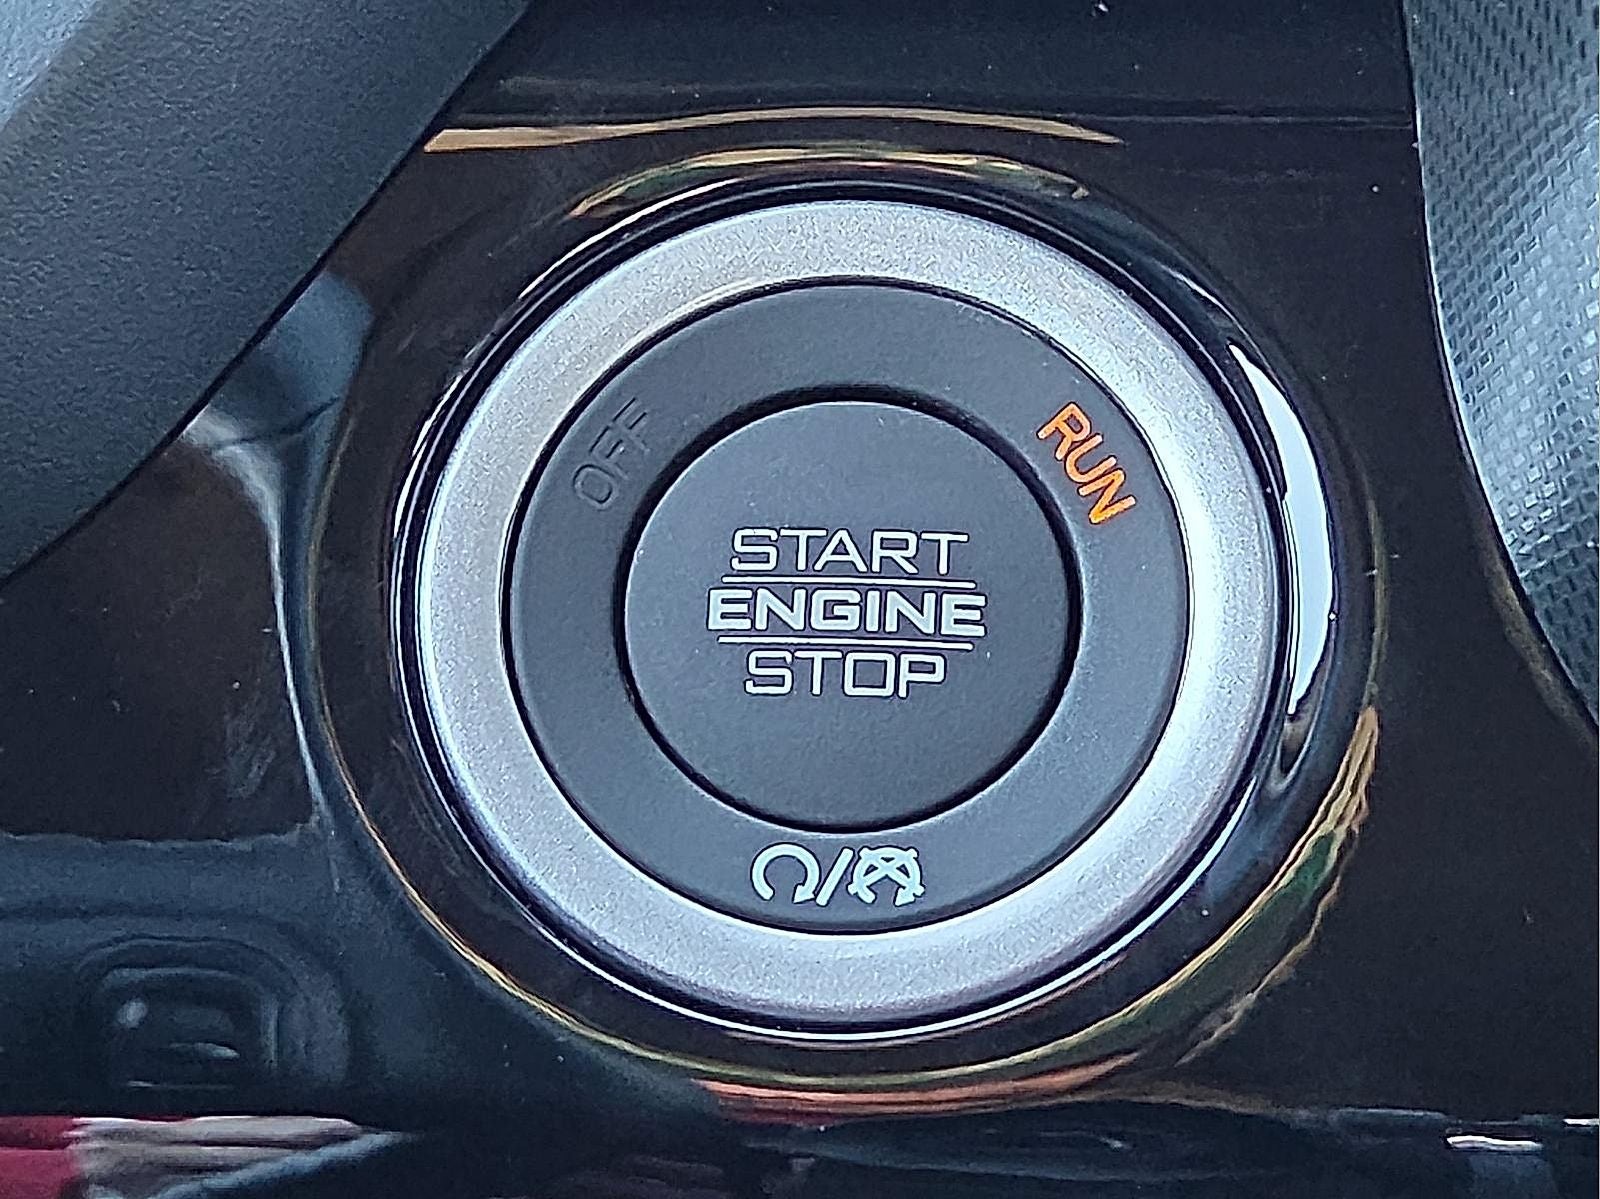 OFF
RUN
START
ENGINE
STOP
/